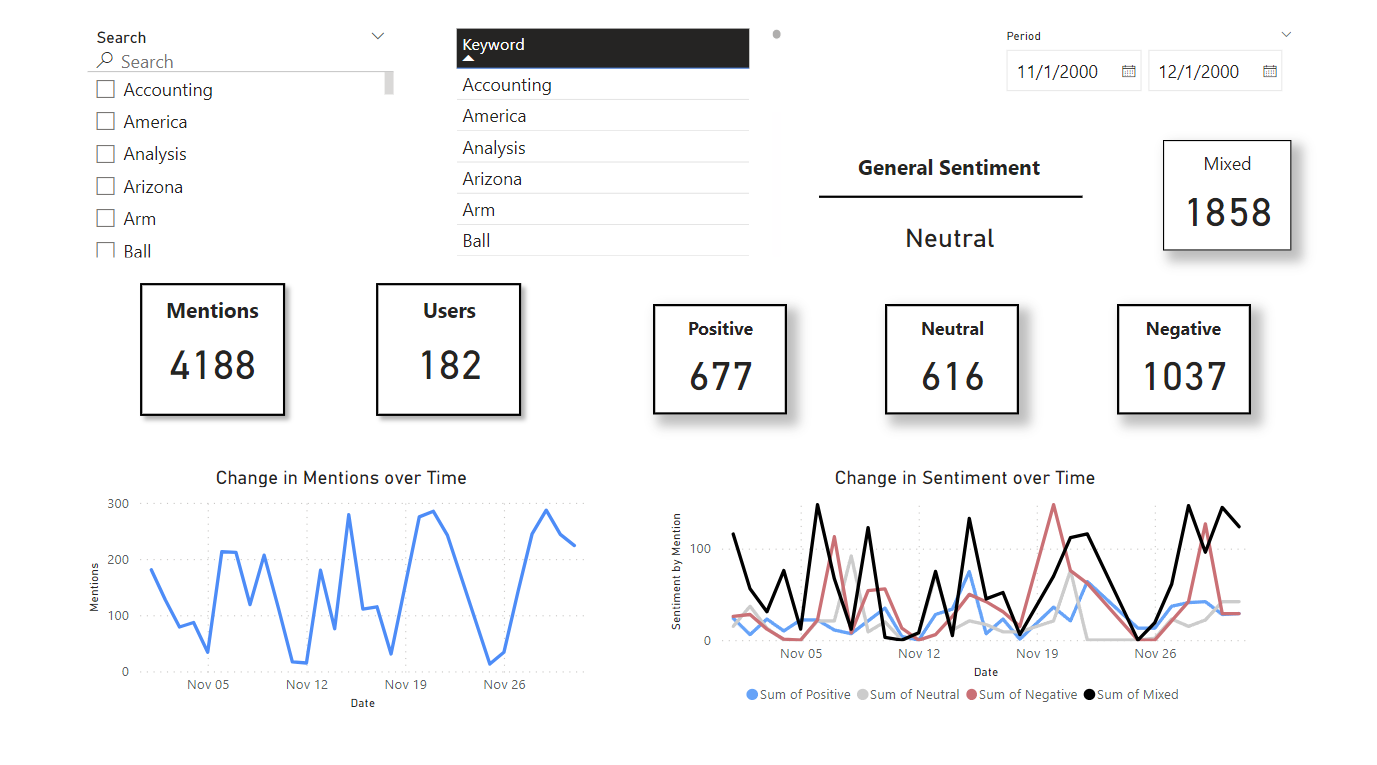 Search
Search
Accounting
America
Analysis
Arizona
Arm
Ball
Keyword
Accounting
America
Analysis
Arizona
Arm
Ball
Period
11/1/2000 12/1/2000
General Sentiment
Neutral
Mixed
1858
Mentions
4188
Users
182
Positive
677
Neutral
616
Negative
1037
Change in Mentions over Time
Mentions
300
200
100
0
Nov 05 Nov 12 Nov 19 Nov 26
Date
Change in Sentiment over Time
Sentiment by Mention
100
0
Nov 05 Nov 12 Nov 19 Nov 26
Date
Sum of Positive Sum of Neutral Sum of Negative Sum of Mixed